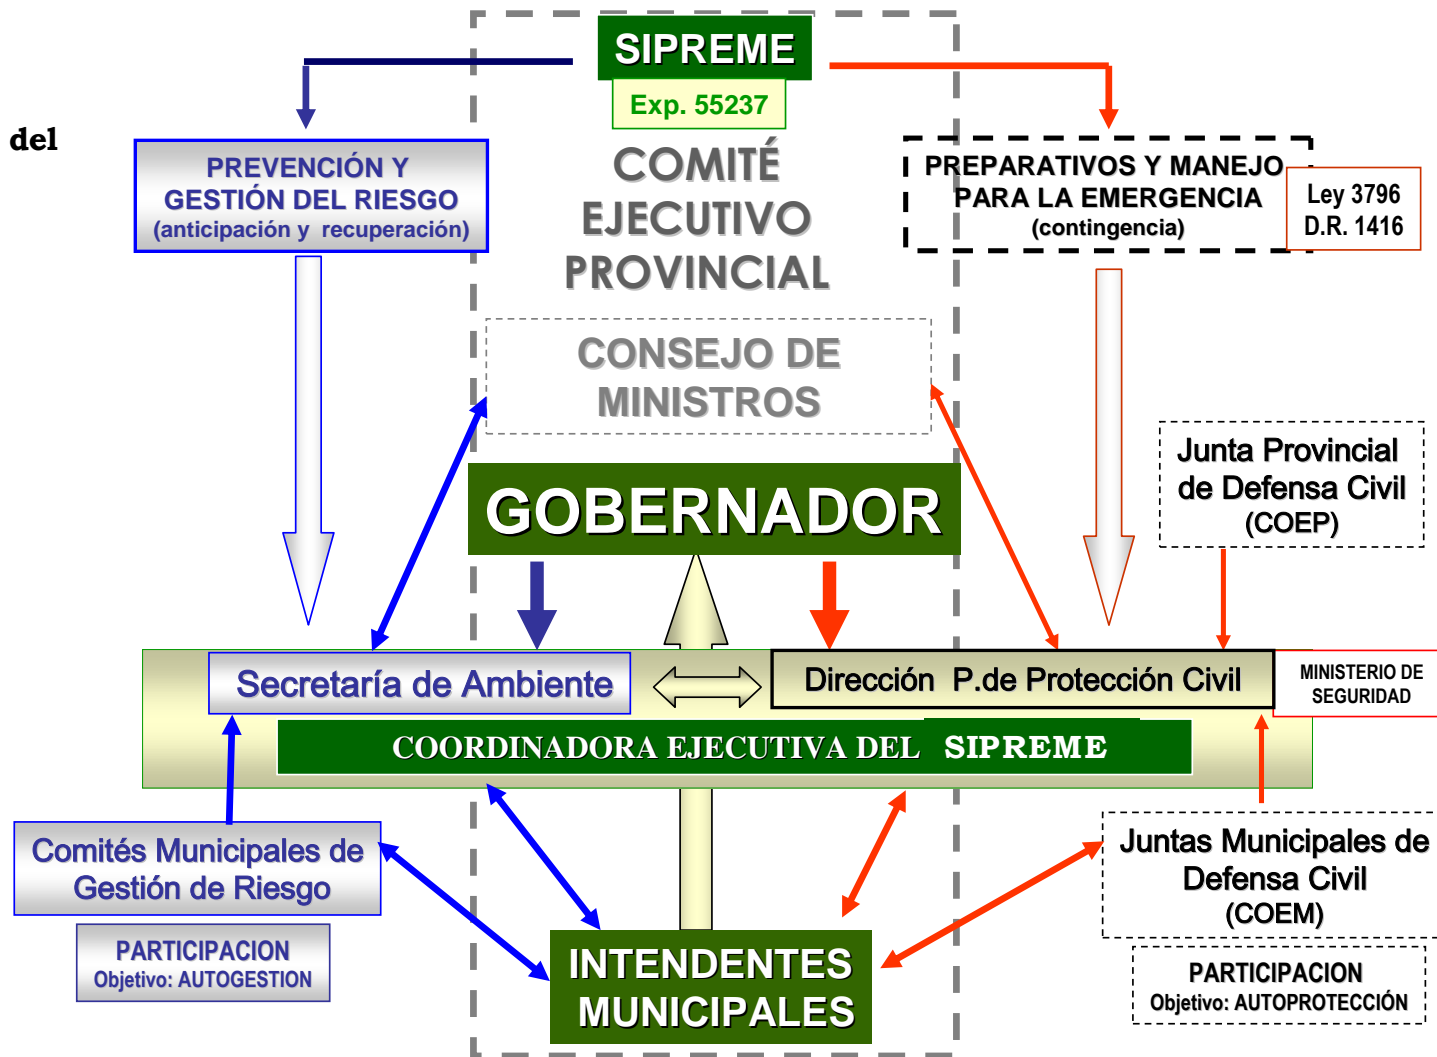 SIPREME
Exp. 55237
del
PREVENCIÓN Y
GESTIÓN DEL RIESGO
(anticipación y recuperación)
COMITÉ
EJECUTIVO
PROVINCIAL
PREPARATIVOS Y MANEJO
PARA LA EMERGENCIA
(contingencia)
Ley 3796
D.R. 1416
CONSEJO DE
MINISTROS
Junta Provincial
de Defensa Civil
(COEP)
GOBERNADOR
Secretaría de Ambiente
Dirección P.de Protección Civil
MINISTERIO DE
SEGURIDAD
COORDINADORA EJECUTIVA DEL SIPREME
Comités Municipales de
Gestión de Riesgo
Juntas Municipales de
Defensa Civil
(COEM)
PARTICIPACION
Objetivo: AUTOGESTION
INTENDENTES
MUNICIPALES
PARTICIPACION
Objetivo: AUTOPROTECCIÓN